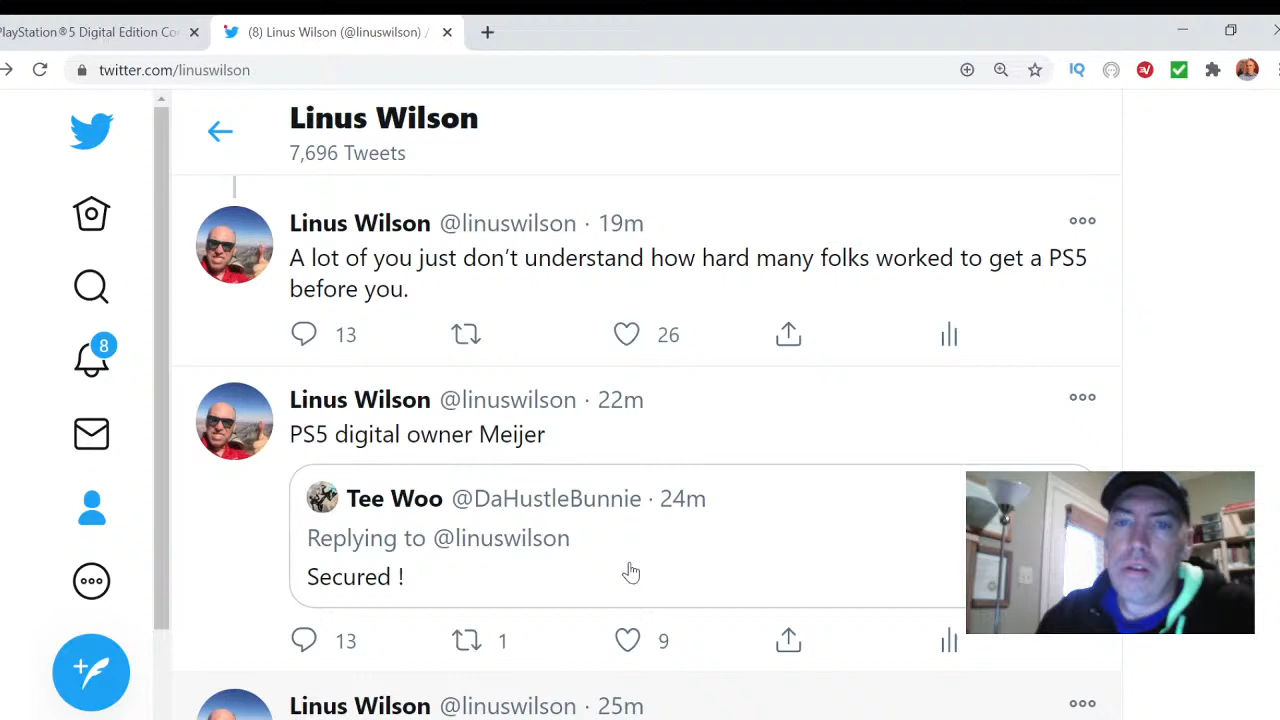 PlayStation®5 Digital Edition Co
(8) Linus Wilson (@linuswilson) /
twitter.com/linuswilson
IQ
Linus Wilson
7,696 Tweets
Linus Wilson @linuswilson · 19m
A lot of you just don’t understand how hard many folks worked to get a PS5
before you.
13 26
8
Linus Wilson @linuswilson · 22m
PS5 digital owner Meijer
Tee Woo @DaHustleBunnie · 24m
Replying to @linuswilson
Secured !
13 1 9
Linus Wilson @linuswilson · 25m